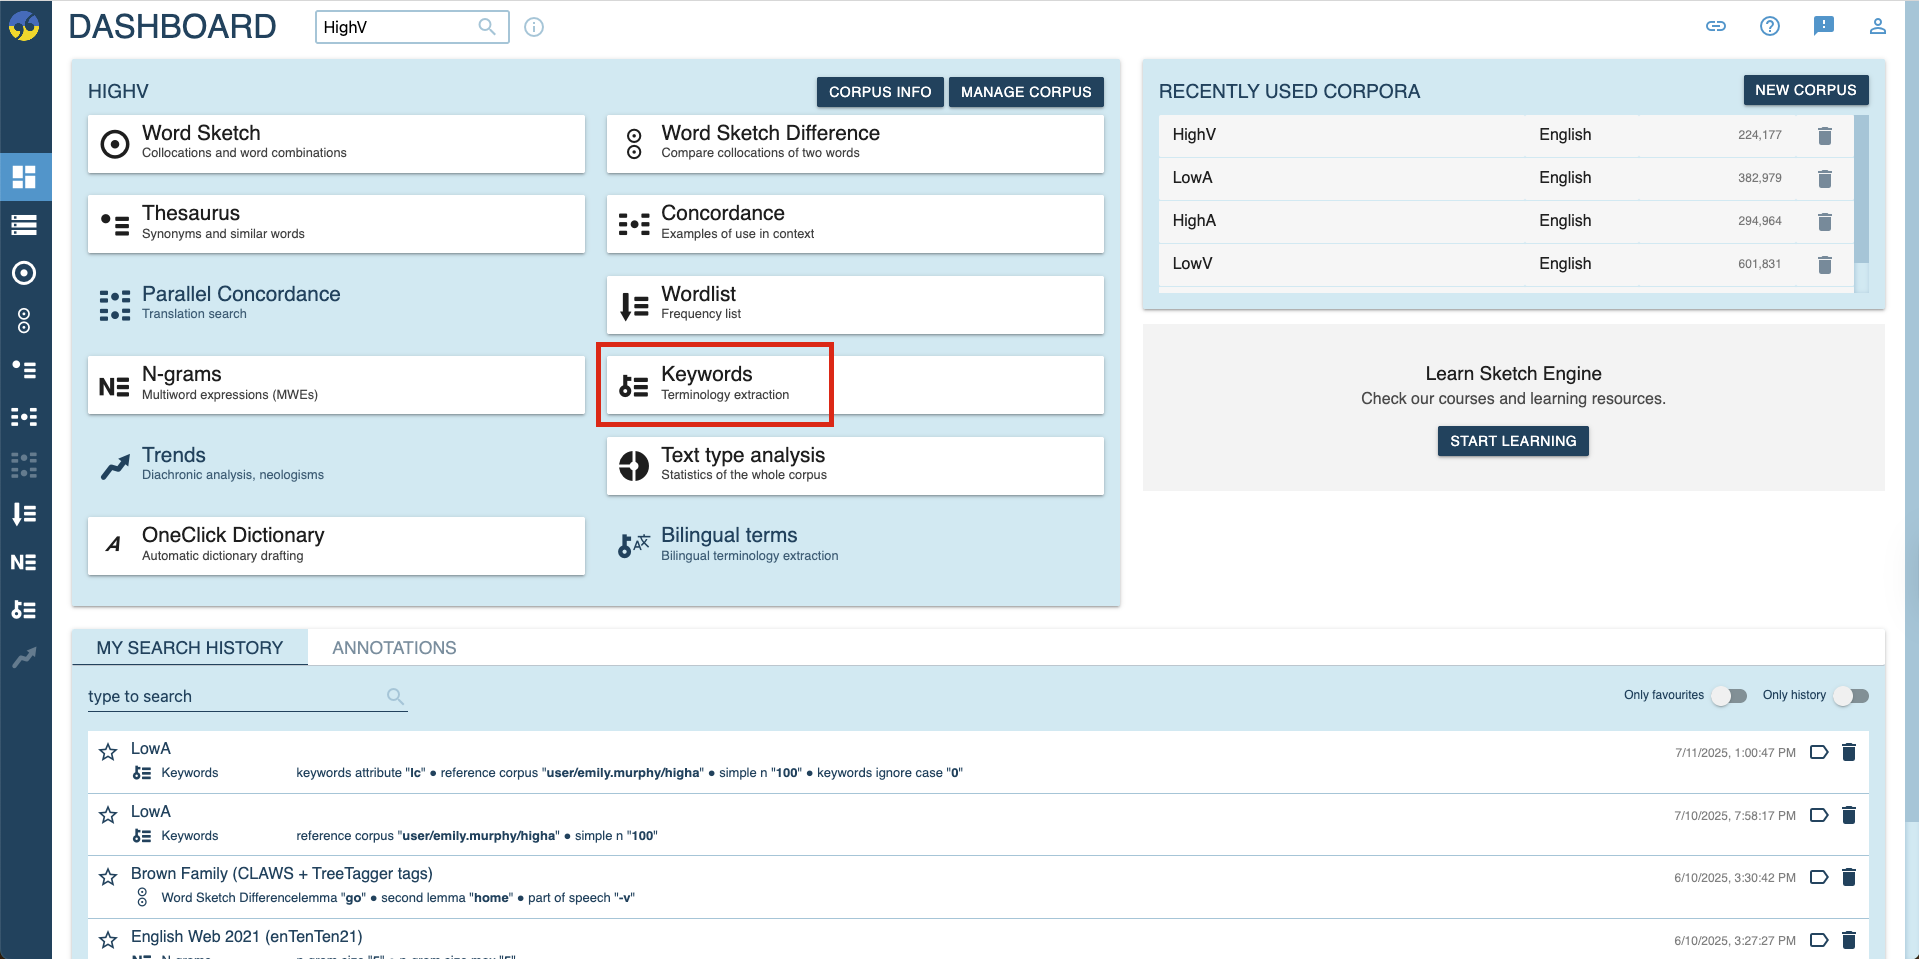 DASHBOARD
HighV
HIGHV
CORPUS INFO
MANAGE CORPUS
Word Sketch
Collocations and word combinations
Word Sketch Difference
Compare collocations of two words
Thesaurus
Synonyms and similar words
Concordance
Examples of use in context
Parallel Concordance
Translation search
Wordlist
Frequency list
N-grams
Multiword expressions (MWEs)
Keywords
Terminology extraction
Trends
Diachronic analysis, neologisms
Text type analysis
Statistics of the whole corpus
OneClick Dictionary
Automatic dictionary drafting
Bilingual terms
Bilingual terminology extraction
RECENTLY USED CORPORA
NEW CORPUS
HighV English 224,177
LowA English 382,979
HighA English 294,964
LowV English 601,831
Learn Sketch Engine
Check our courses and learning resources.
START LEARNING
MY SEARCH HISTORY
ANNOTATIONS
type to search
Only favourites
Only history
LowA
7/11/2025, 1:00:47 PM
Keywords keywords attribute "lc" ● reference corpus "user/emily.murphy/higha" ● simple n "100" ● keywords ignore case "0"
LowA
7/10/2025, 7:58:17 PM
Keywords reference corpus "user/emily.murphy/higha" ● simple n "100"
Brown Family (CLAWS + TreeTagger tags)
6/10/2025, 3:30:42 PM
Word Sketch Differencelemma "go" ● second lemma "home" ● part of speech "-v"
English Web 2021 (enTenTen21)
6/10/2025, 3:27:27 PM